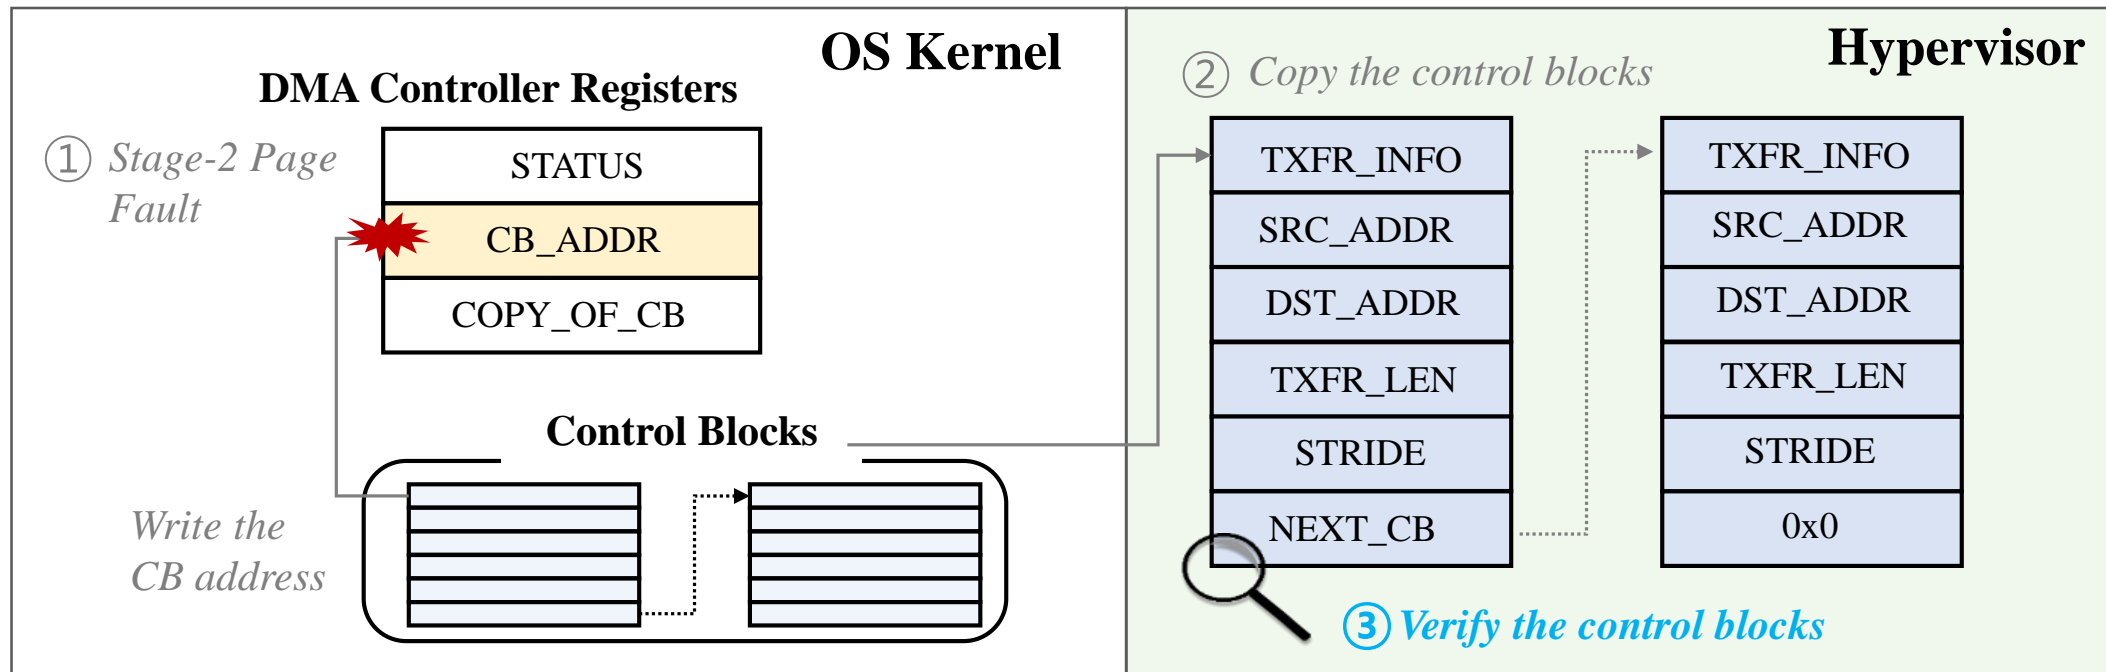 OS Kernel
DMA Controller Registers
① Stage-2 Page
Fault
STATUS
CB_ADDR
COPY_OF_CB
Control Blocks
Write the
CB address
Hypervisor
② Copy the control blocks
TXFR_INFO
SRC_ADDR
DST_ADDR
TXFR_LEN
STRIDE
NEXT_CB
TXFR_INFO
SRC_ADDR
DST_ADDR
TXFR_LEN
STRIDE
0x0
③ Verify the control blocks